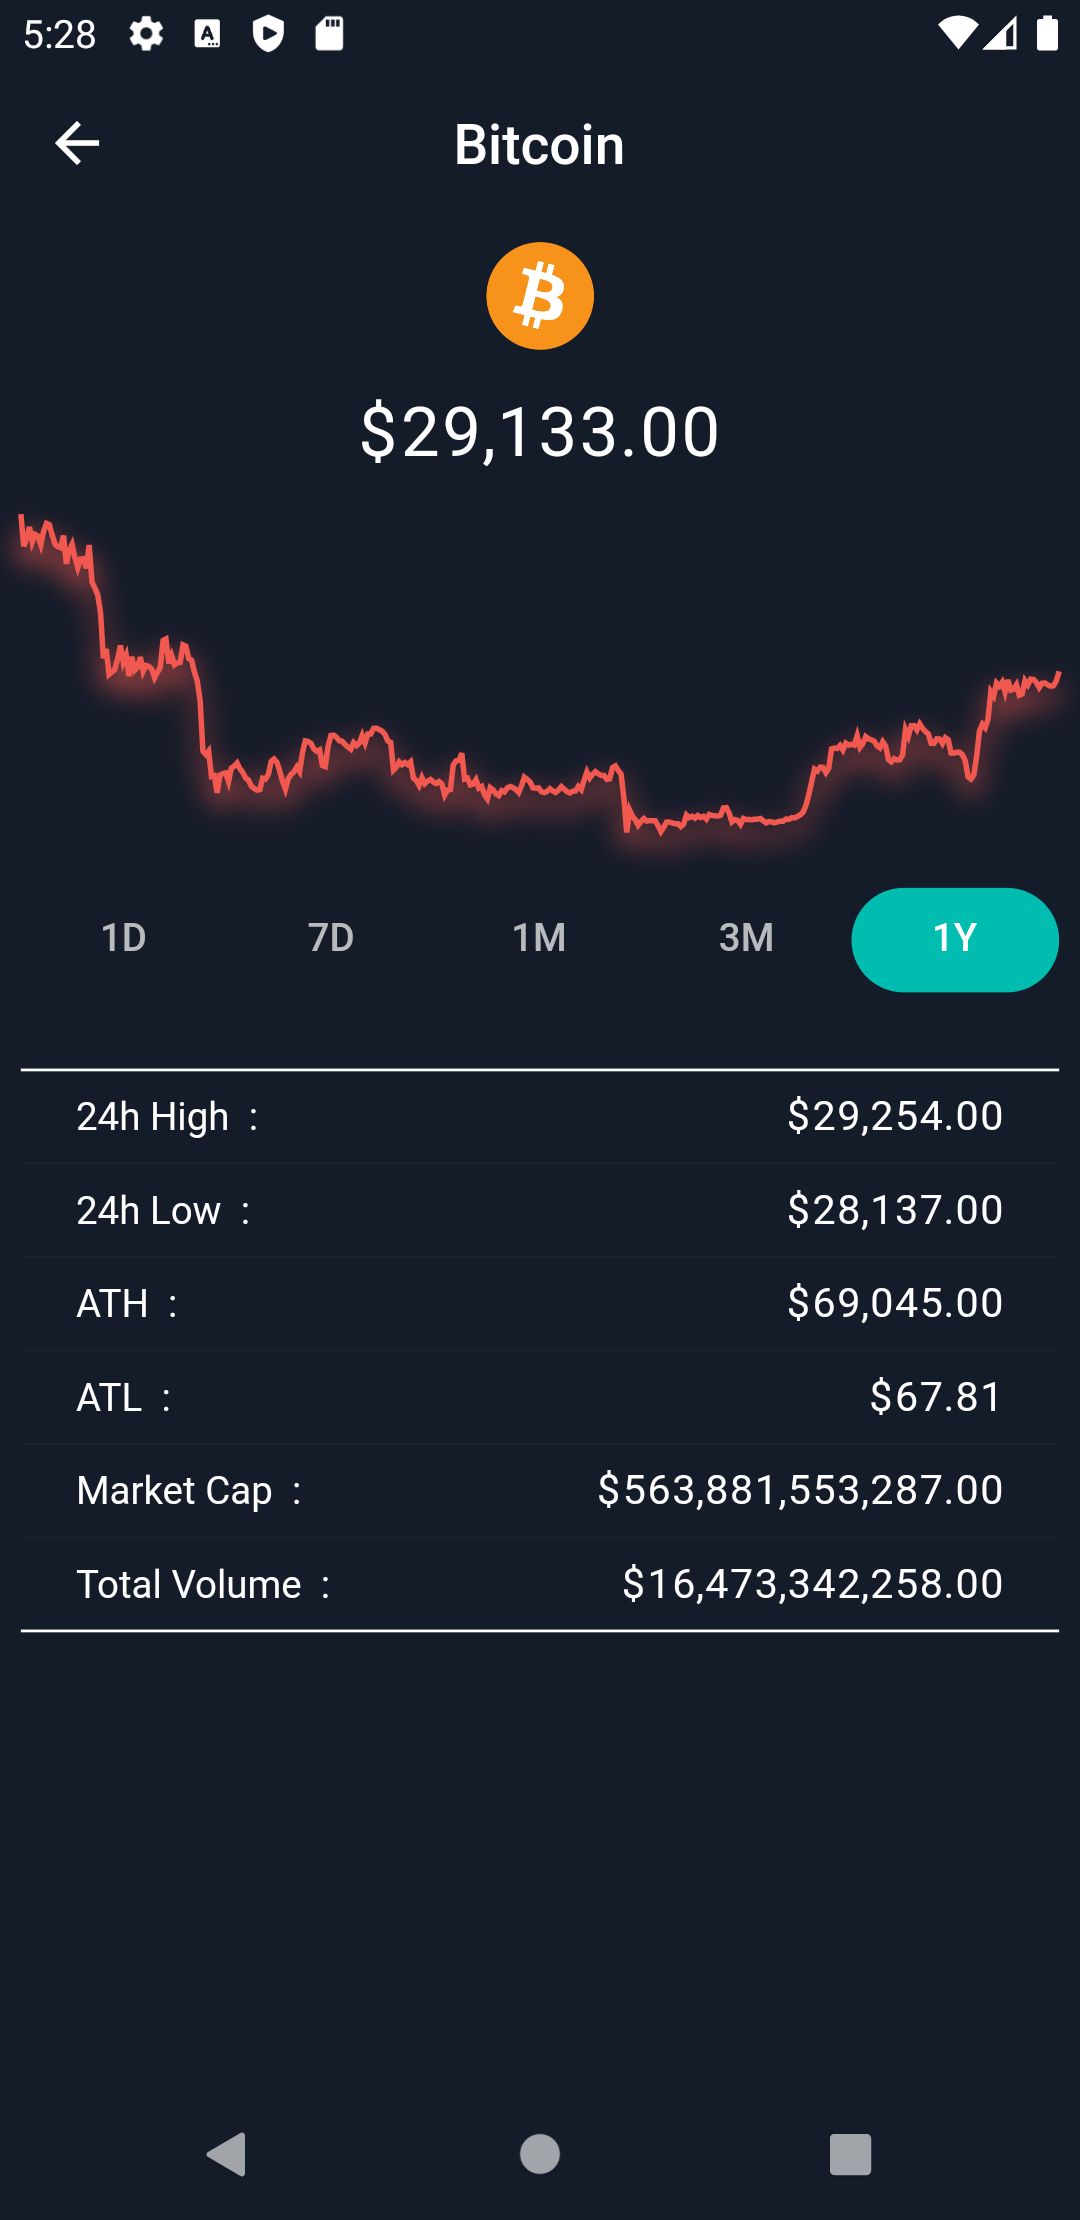 5:28
Bitcoin
$29,133.00
1D 7D 1M 3M 1Y
24h High : $29,254.00
24h Low : $28,137.00
ATH : $69,045.00
ATL : $67.81
Market Cap : $563,881,553,287.00
Total Volume : $16,473,342,258.00